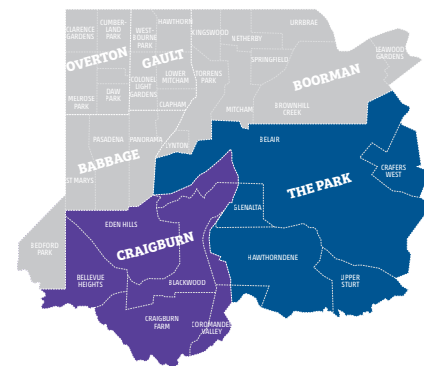 HAWTHORN
URRBRAE
CLARENCE
GARDENS
CUMBER-
LAND
PARK
WEST-
BOURNE
PARK
KINGSWOOD
NETHERBY
LEAWOOD
GARDENS
OVERTON
GAULT
SPRINGFIELD
BOORMAN
COLONEL
LIGHT
GARDENS
LOWER
MITCHAM
TORRENS
PARK
MELROSE
PARK
DAW
PARK
CLAPHAM
MITCHAM
BROWNHILL
CREEK
PASADENA
PANORAMA
LYNTON
BELAIR
BABBAGE
ST MARYS
CRAFERS
WEST
THE PARK
GLENALTA
EDEN HILLS
CRAIGBURN
BEDFORD
PARK
HAWTHORNDENE
BELLEVUE
HEIGHTS
BLACKWOOD
UPPER
STURT
CRAIGBURN
FARM
COROMANDEL
VALLEY